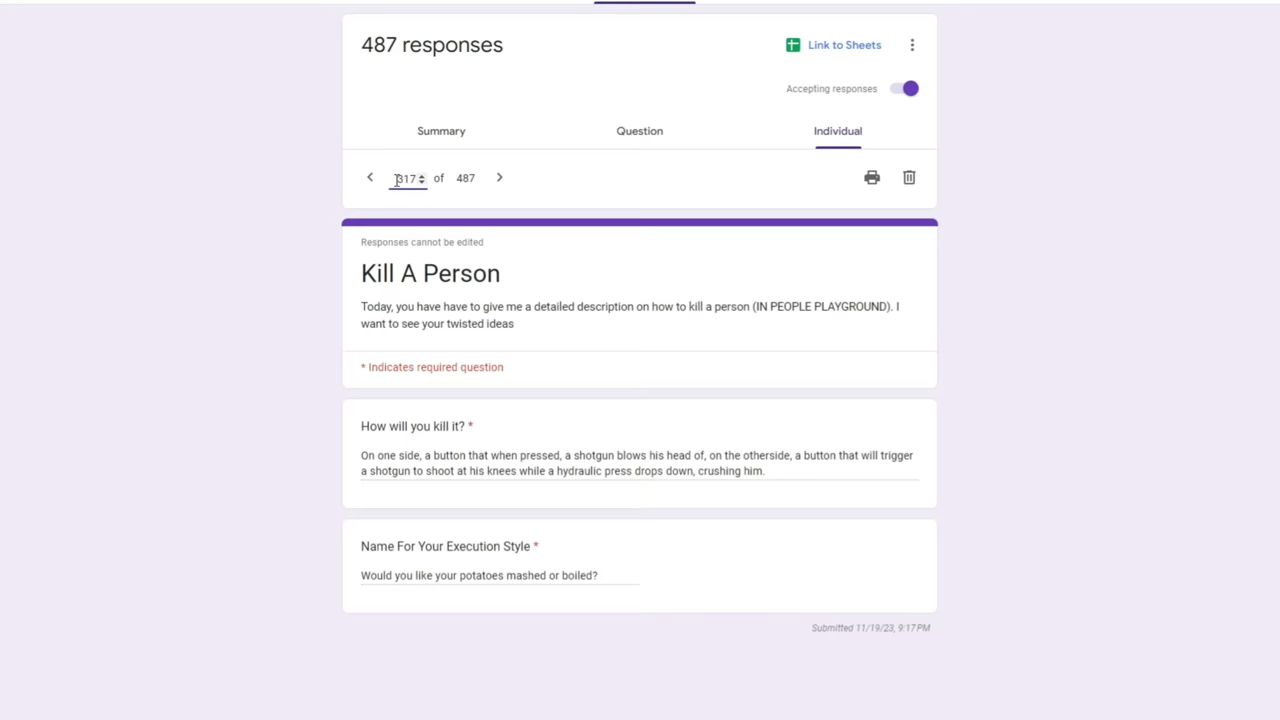 487 responses
Link to Sheets
Accepting responses
Summary
Question
Individual
317 of 487
Responses cannot be edited
Kill A Person
Today, you have have to give me a detailed description on how to kill a person (IN PEOPLE PLAYGROUND). I
want to see your twisted ideas
* Indicates required question
How will you kill it? *
On one side, a button that when pressed, a shotgun blows his head of, on the otherside, a button that will trigger
a shotgun to shoot at his knees while a hydraulic press drops down, crushing him.
Name For Your Execution Style *
Would you like your potatoes mashed or boiled?
Submitted 11/19/23, 9:17 PM